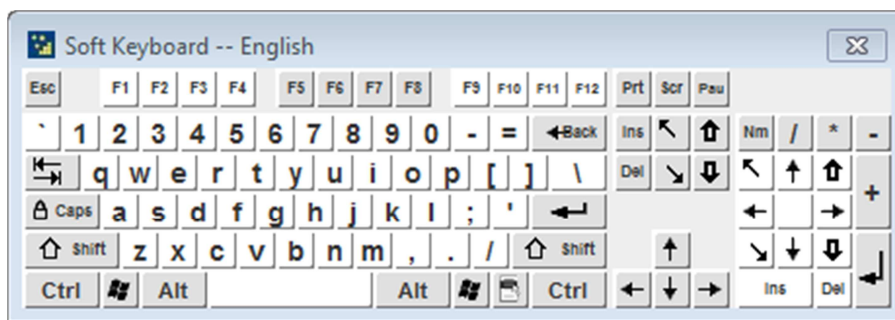 Soft Keyboard -- English
Esc F1 F2 F3 F4 F5 F6 F7 F8 F9 F10 F11 F12 Prt Scr Pau
` 1 2 3 4 5 6 7 8 9 0 - = Back Ins Nm / * -
q w e r t y u i o p [ ] \ Del +
Caps a s d f g h j k l ; '
Shift z x c v b n m , . / Shift
Ctrl Alt Alt Ctrl Ins Del